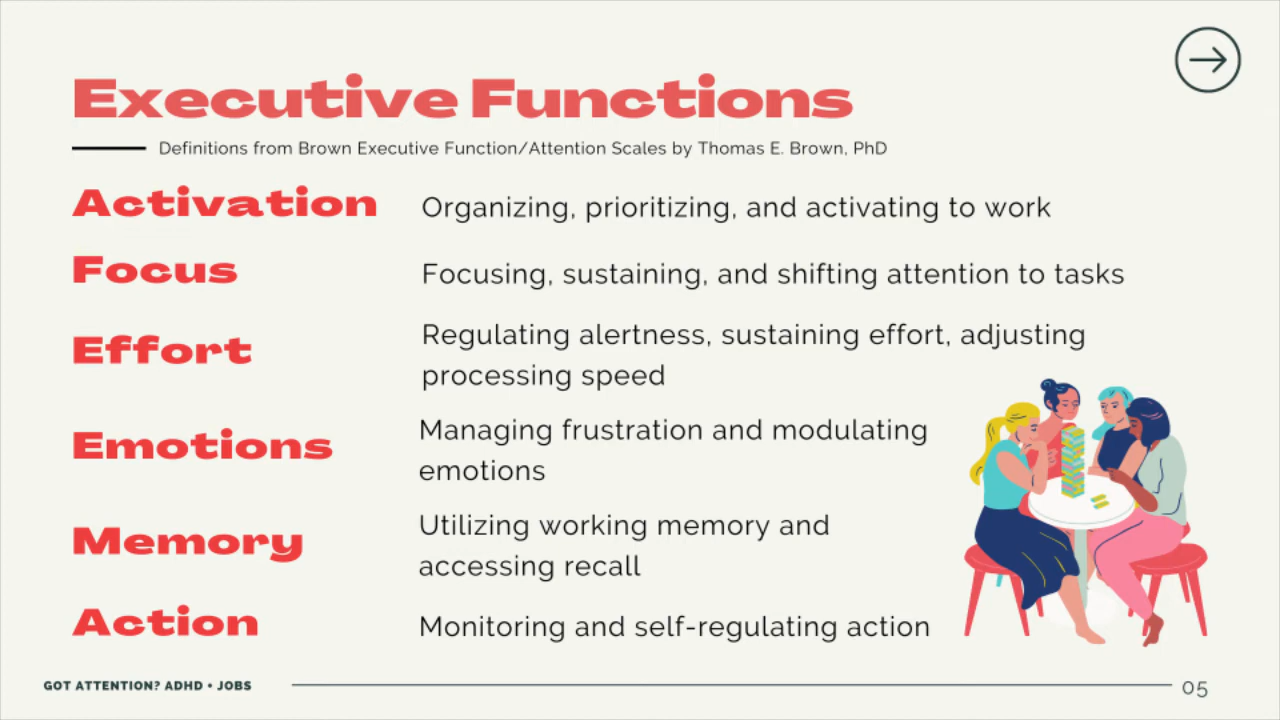 Executive Functions
Definitions from Brown Executive Function/Attention Scales by Thomas E. Brown, PhD
Activation
Organizing, prioritizing, and activating to work
Focus
Focusing, sustaining, and shifting attention to tasks
Effort
Regulating alertness, sustaining effort, adjusting
processing speed
Emotions
Managing frustration and modulating
emotions
Memory
Utilizing working memory and
accessing recall
Action
Monitoring and self-regulating action
GOT ATTENTION? ADHD • JOBS
05